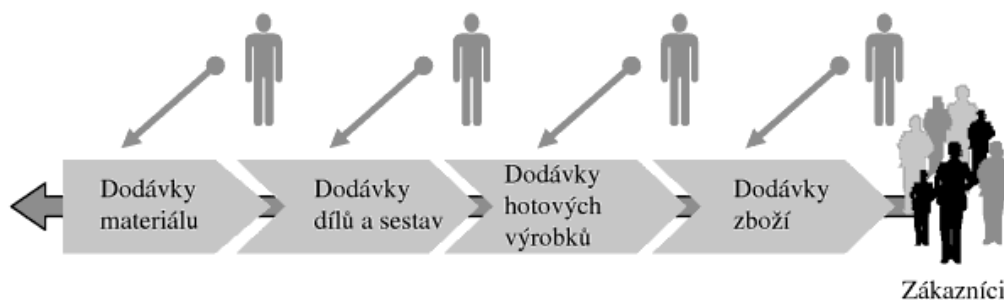 Dodávky
materiálu
Dodávky
dílů a sestav
Dodávky
hotových
výrobků
Dodávky
zboží
Zákazníci